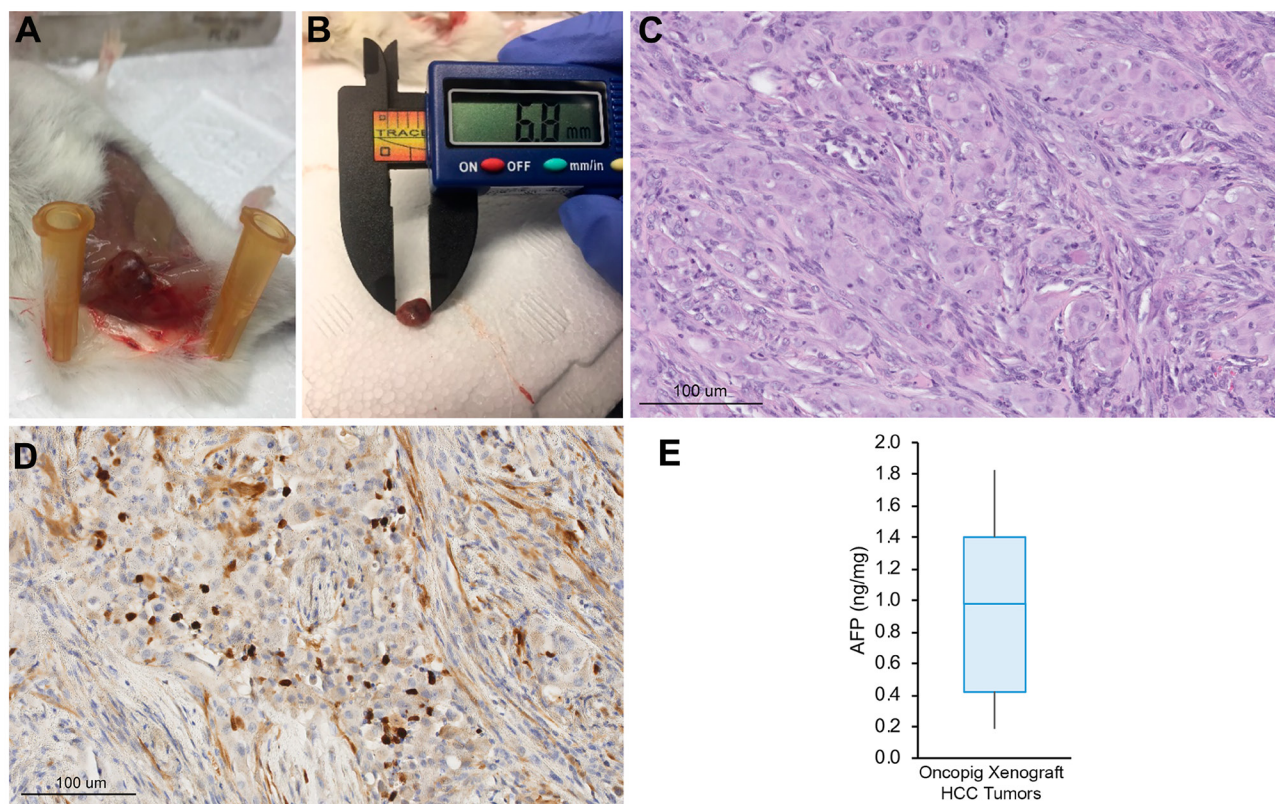 A
B
C
6.8 mm
TRACE
ON OFF mm/in
100 um
D
100 um
E
2.0
1.8
1.6
1.4
1.2
1.0
0.8
0.6
0.4
0.2
0.0
AFP (ng/mg)
Oncopig Xenograft
HCC Tumors